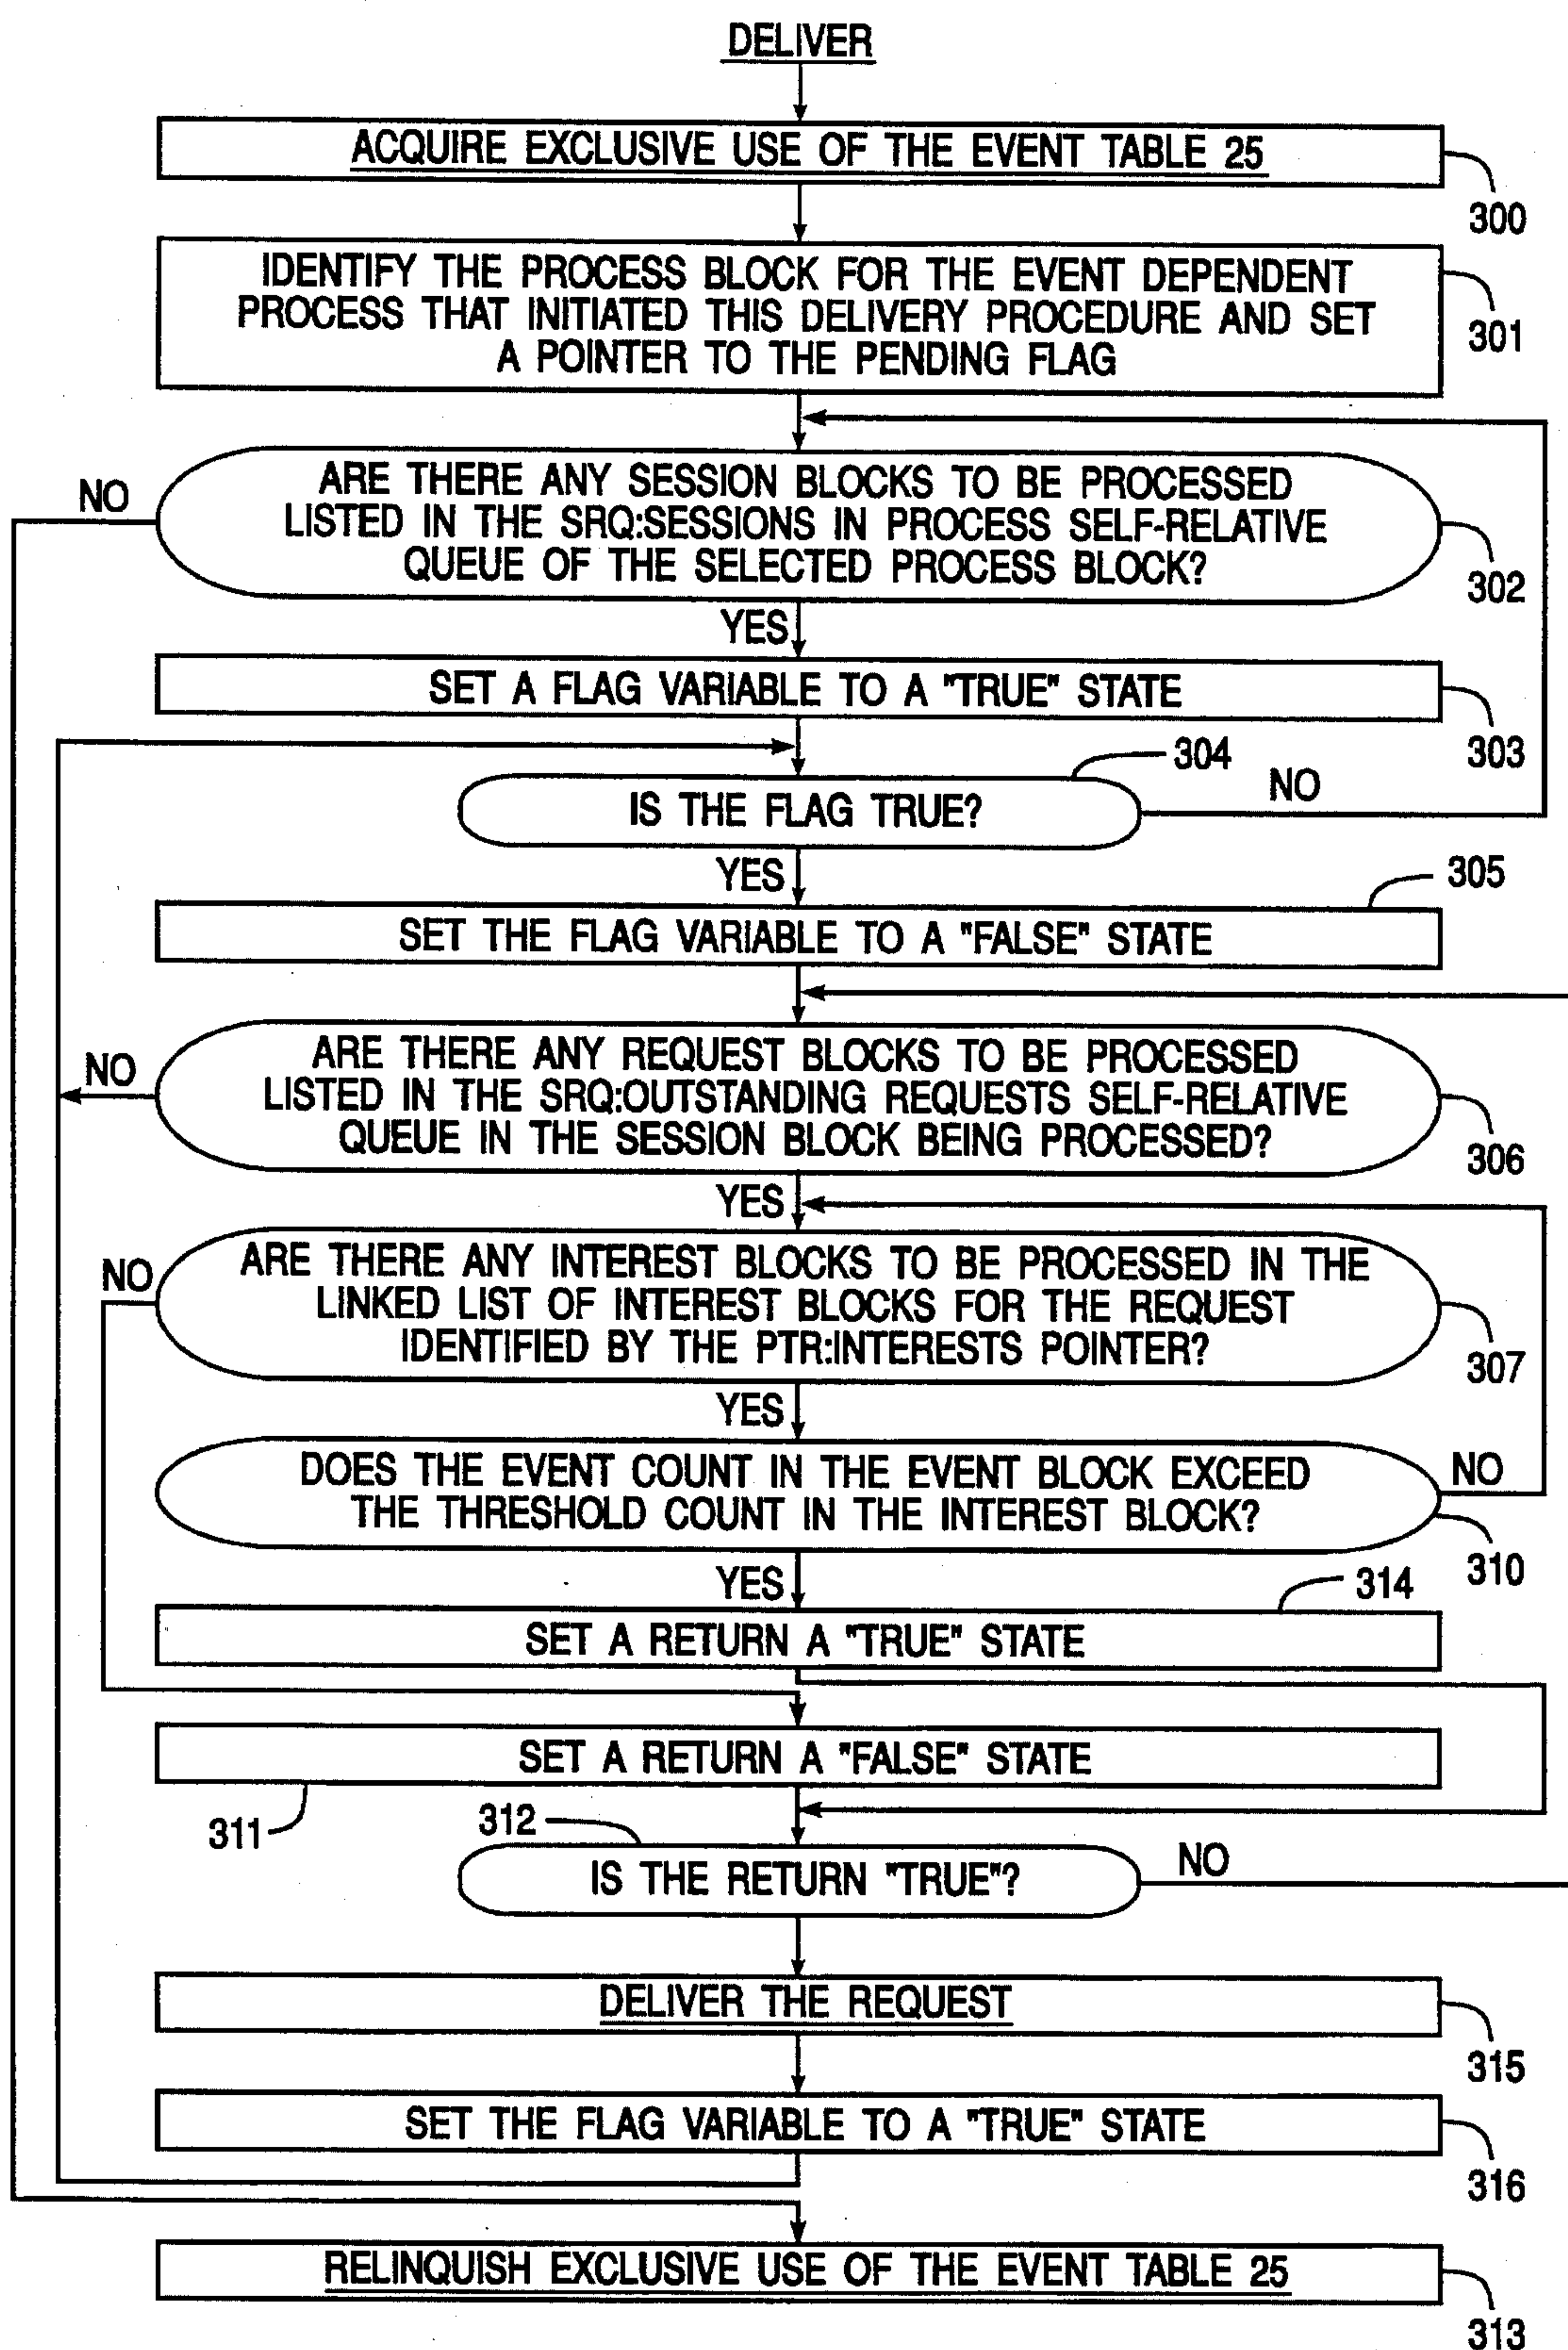 DELIVER
ACQUIRE EXCLUSIVE USE OF THE EVENT TABLE 25
300
IDENTIFY THE PROCESS BLOCK FOR THE EVENT DEPENDENT
PROCESS THAT INITIATED THIS DELIVERY PROCEDURE AND SET
A POINTER TO THE PENDING FLAG
301
NO
ARE THERE ANY SESSION BLOCKS TO BE PROCESSED
LISTED IN THE SRQ:SESSIONS IN PROCESS SELF-RELATIVE
QUEUE OF THE SELECTED PROCESS BLOCK?
302
YES
SET A FLAG VARIABLE TO A "TRUE" STATE
303
304
IS THE FLAG TRUE?
NO
YES
305
SET THE FLAG VARIABLE TO A "FALSE" STATE
NO
ARE THERE ANY REQUEST BLOCKS TO BE PROCESSED
LISTED IN THE SRQ:OUTSTANDING REQUESTS SELF-RELATIVE
QUEUE IN THE SESSION BLOCK BEING PROCESSED?
306
YES
NO
ARE THERE ANY INTEREST BLOCKS TO BE PROCESSED IN THE
LINKED LIST OF INTEREST BLOCKS FOR THE REQUEST
IDENTIFIED BY THE PTR:INTERESTS POINTER?
307
YES
DOES THE EVENT COUNT IN THE EVENT BLOCK EXCEED
THE THRESHOLD COUNT IN THE INTEREST BLOCK?
NO
310
YES
314
SET A RETURN A "TRUE" STATE
SET A RETURN A "FALSE" STATE
311
312
IS THE RETURN "TRUE"?
NO
DELIVER THE REQUEST
315
SET THE FLAG VARIABLE TO A "TRUE" STATE
316
RELINQUISH EXCLUSIVE USE OF THE EVENT TABLE 25
313